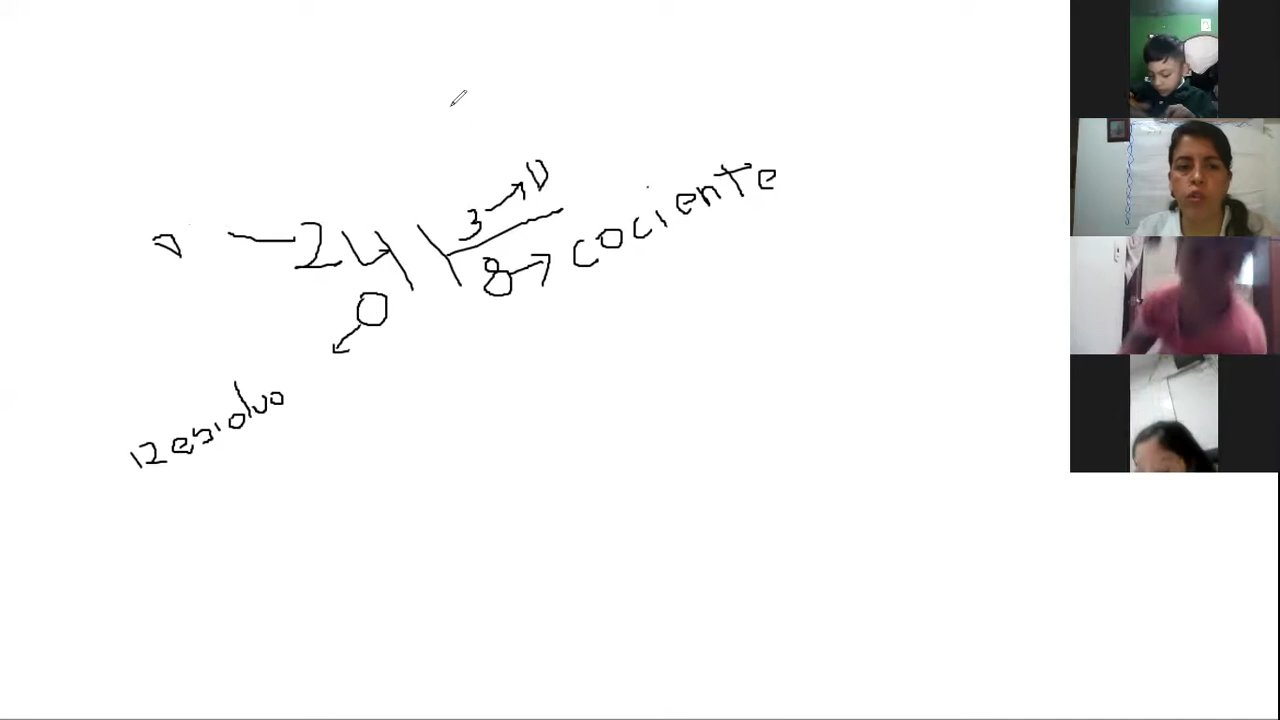 3 → D
D — 24
8 → cociente
0
Residuo